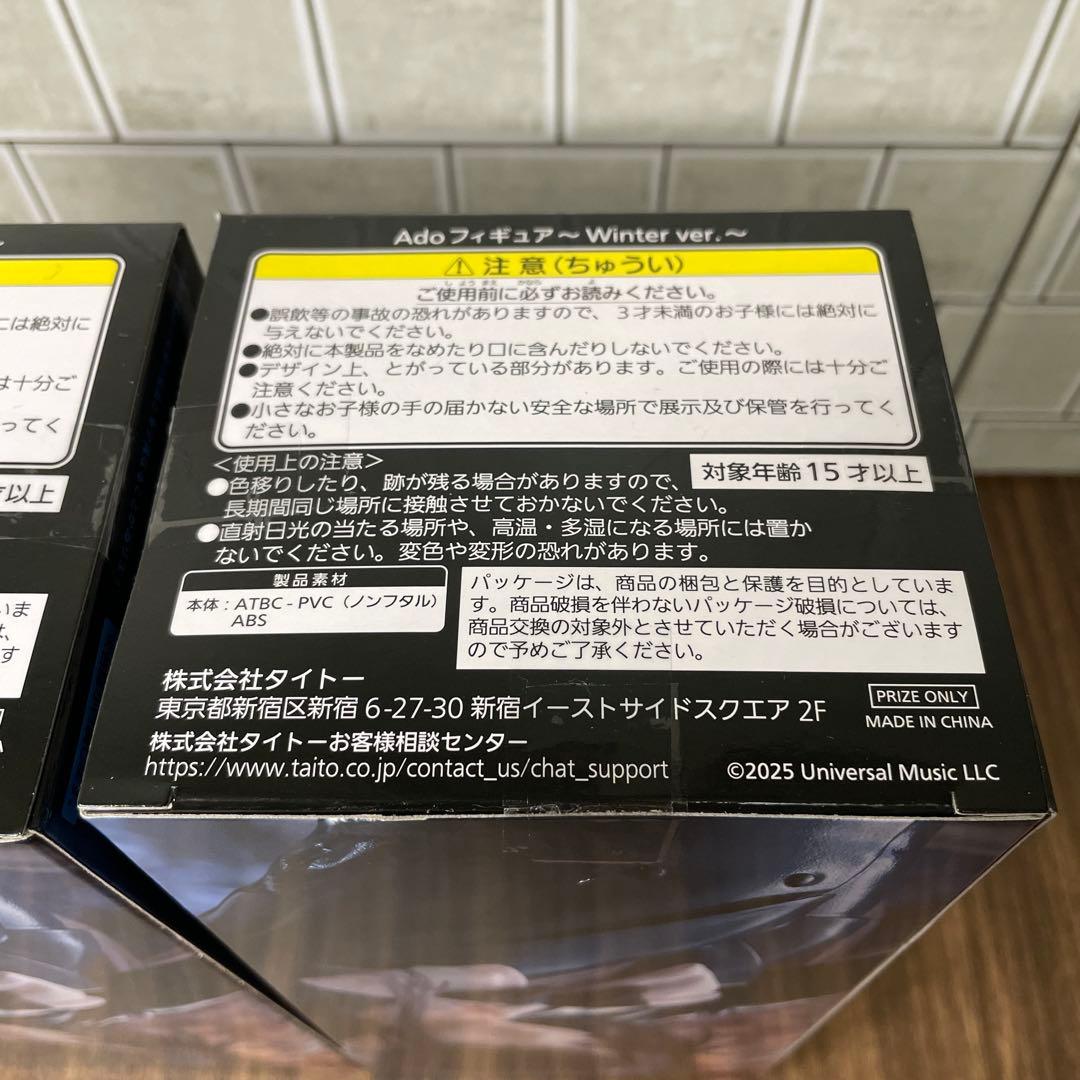 Ado フィギュア～ Winter ver.～
⚠ 注意（ちゅうい）
ご使用前に必ずお読みください。
●誤飲等の事故の恐れがありますので、３才未満のお子様には絶対に
与えないでください。
●絶対に本製品をなめたり口に含んだりしないでください。
●デザイン上、とがっている部分があります。ご使用の際には十分ご
注意ください。
●小さなお子様の手の届かない安全な場所で展示及び保管を行ってく
ださい。
＜使用上の注意＞
●色移りしたり、跡が残る場合がありますので、
長期間同じ場所に接触させておかないでください。
●直射日光の当たる場所や、高温・多湿になる場所には置か
ないでください。変色や変形の恐れがあります。
対象年齢 15 才以上
製品素材
本体：ATBC - PVC（ノンフタル）
ABS
パッケージは、商品の梱包と保護を目的としていま
す。商品破損を伴わないパッケージ破損については、
商品交換の対象外とさせていただく場合がございます
ので予めご了承ください。
株式会社タイトー
東京都新宿区新宿 6-27-30 新宿イーストサイドスクエア 2F
株式会社タイトーお客様相談センター
https://www.taito.co.jp/contact_us/chat_support
PRIZE ONLY
MADE IN CHINA
©2025 Universal Music LLC
には絶対に
は十分ご
ってく
才以上
いま
は、
す